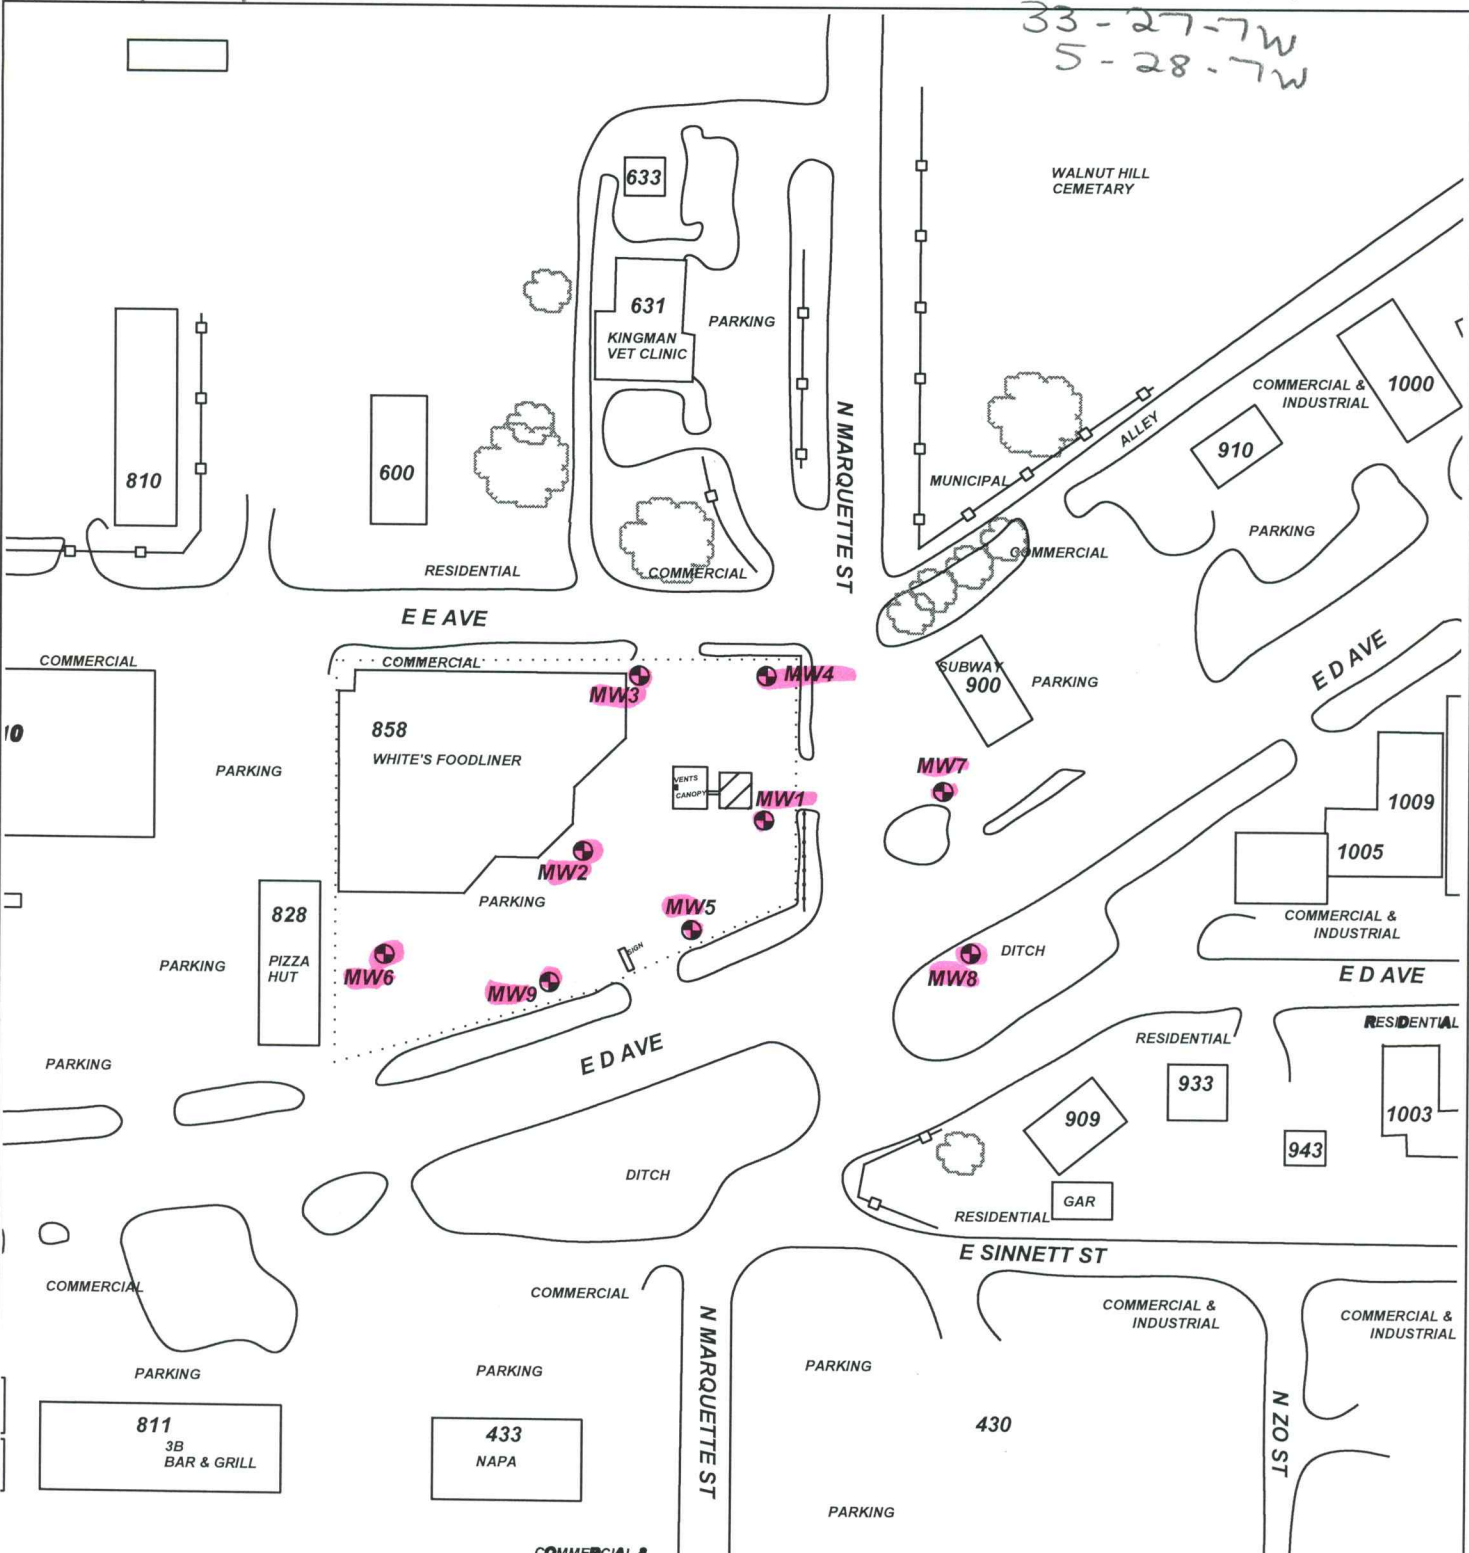 33-27-7W
5-28-7W
WALNUT HILL
CEMETARY
633
631
KINGMAN
VET CLINIC
PARKING
N MARQUETTE ST
COMMERCIAL &
INDUSTRIAL
1000
ALLEY
910
MUNICIPAL
810
600
PARKING
COMMERCIAL
RESIDENTIAL
COMMERCIAL
E E AVE
E D AVE
COMMERCIAL
COMMERCIAL
MW3
MW4
SUBWAY
900
PARKING
10
858
WHITE'S FOODLINER
PARKING
VENTS
CANOPY
MW1
MW7
1009
1005
MW2
PARKING
MW5
828
PIZZA
HUT
PARKING
MW6
MW9
SIGN
DITCH
MW8
COMMERCIAL &
INDUSTRIAL
E D AVE
RESIDENTIAL
RESIDENTIAL
E D AVE
PARKING
933
909
1003
943
DITCH
GAR
RESIDENTIAL
E SINNETT ST
COMMERCIAL
COMMERCIAL
COMMERCIAL &
INDUSTRIAL
COMMERCIAL &
INDUSTRIAL
N MARQUETTE ST
PARKING
PARKING
PARKING
811
3B
BAR & GRILL
433
NAPA
430
N ZO ST
PARKING
COMMERCIAL &